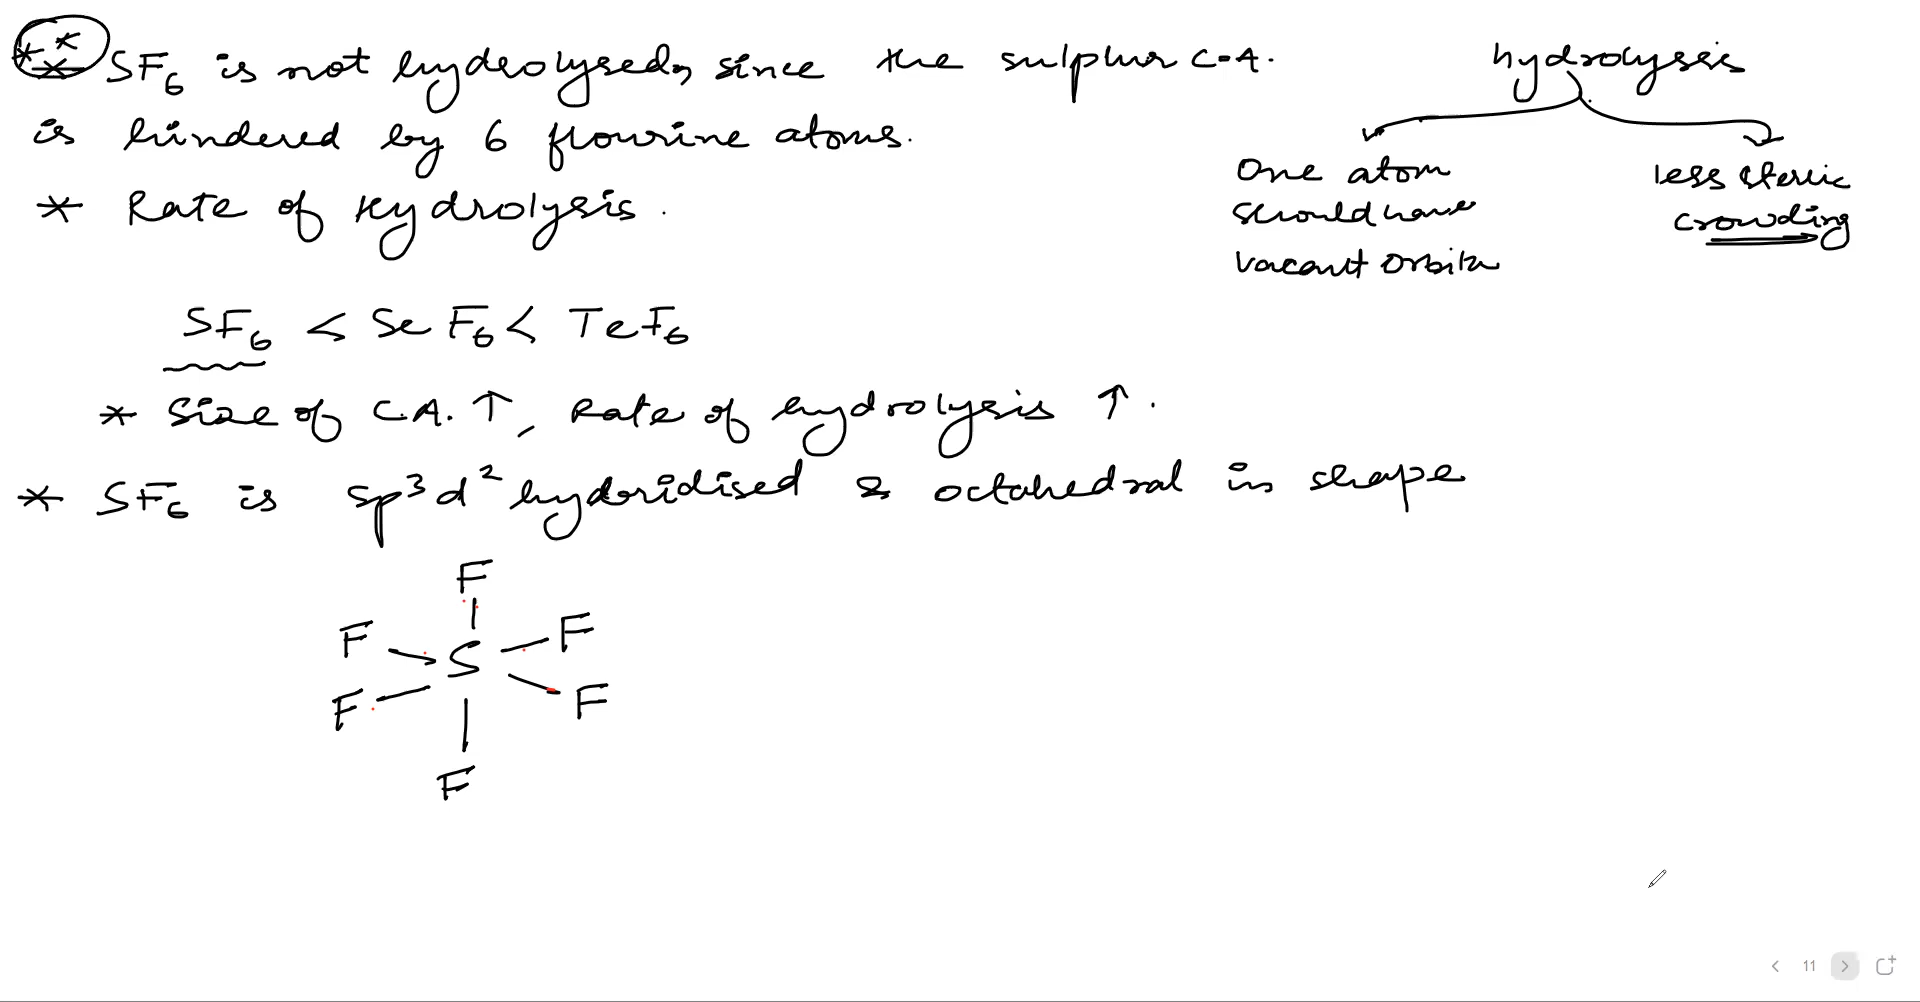 *** SF6 is not hydrolysed, since the sulphur C.A.
is hindered by 6 flourine atoms.
* Rate of Hydrolysis.
SF6 < SeF6 < TeF6
* Size of C.A. ↑, Rate of hydrolysis ↑.
* SF6 is sp³d² hybridised & octahedral in shape
F
F F
S
F F
F
hydrolysis
One atom
should have
vacant orbital
less steric
crowding
11